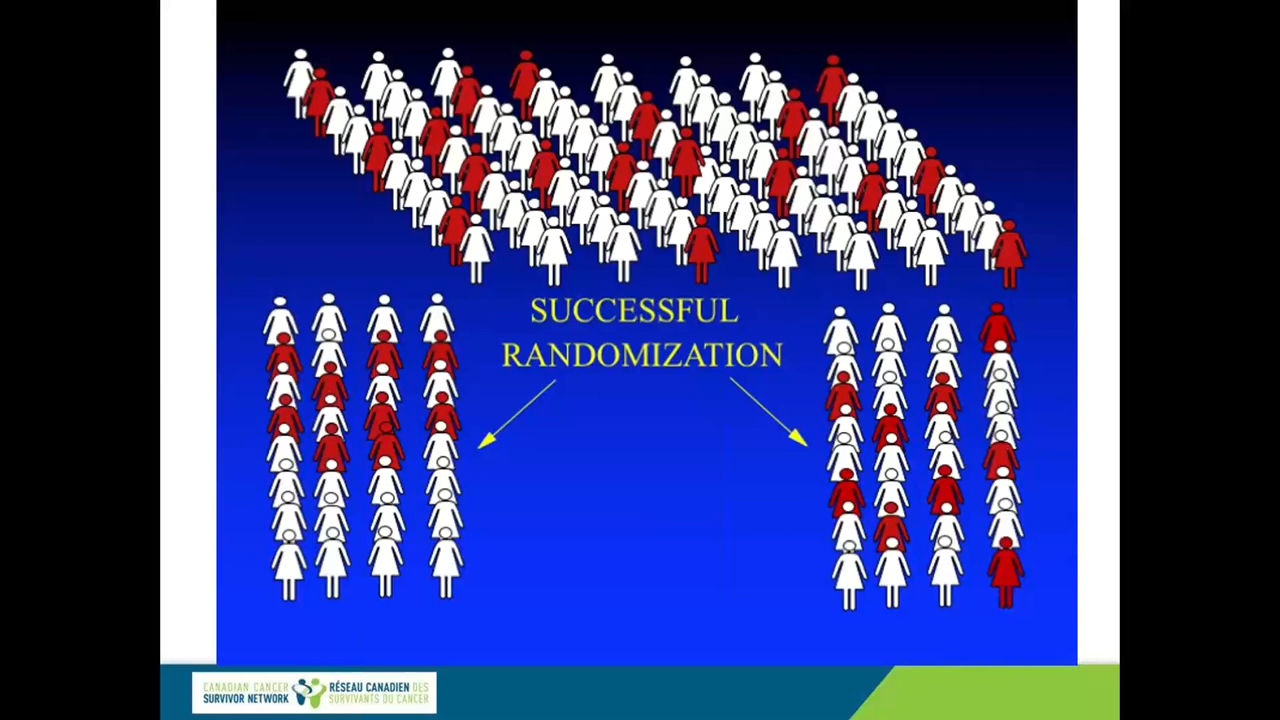 SUCCESSFUL
RANDOMIZATION
CANADIAN CANCER
SURVIVOR NETWORK
RÉSEAU CANADIEN DES
SURVIVANTS DU CANCER